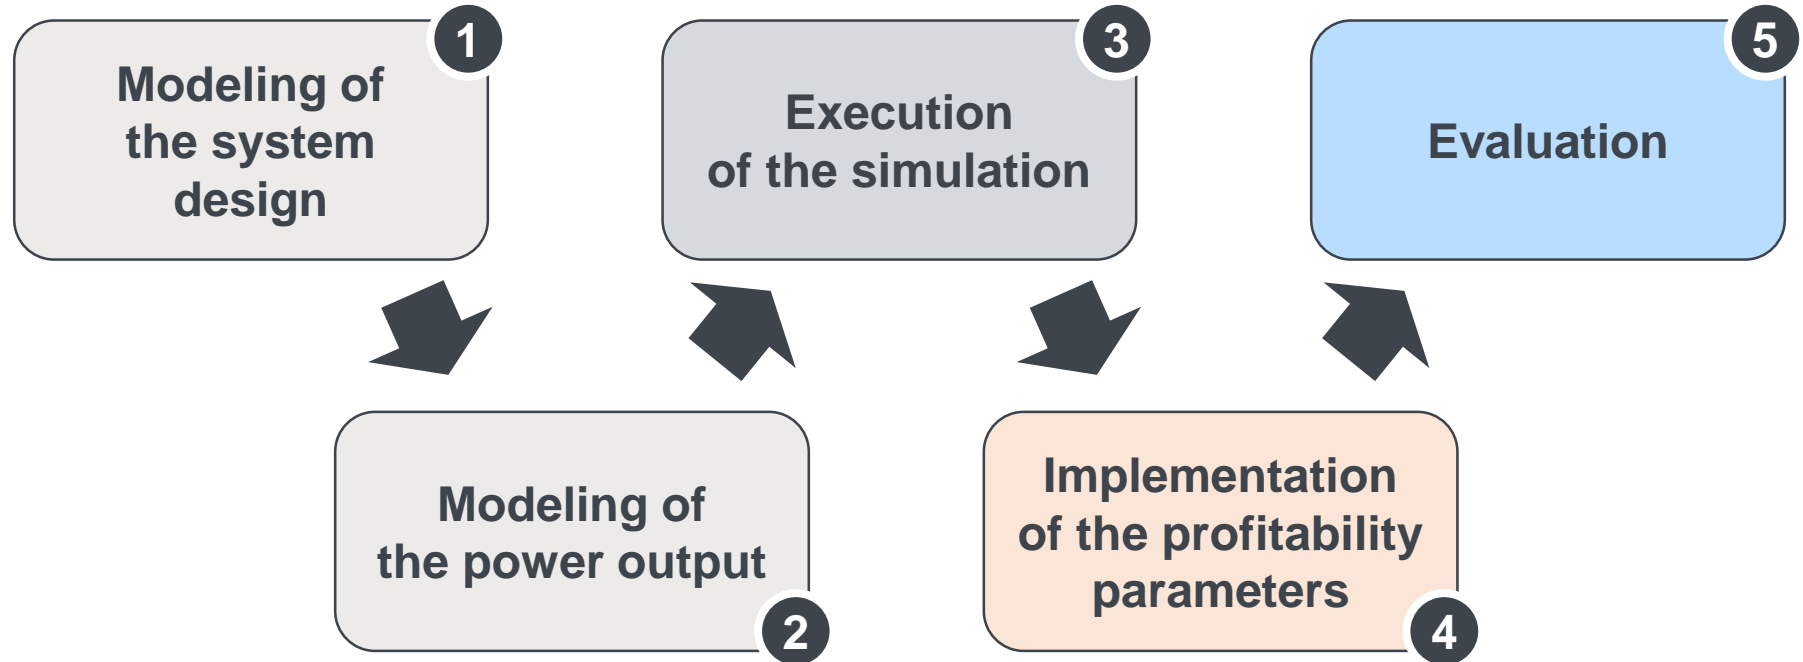 1
Modeling of
the system
design
2
Modeling of
the power output
3
Execution
of the simulation
4
Implementation
of the profitability
parameters
5
Evaluation